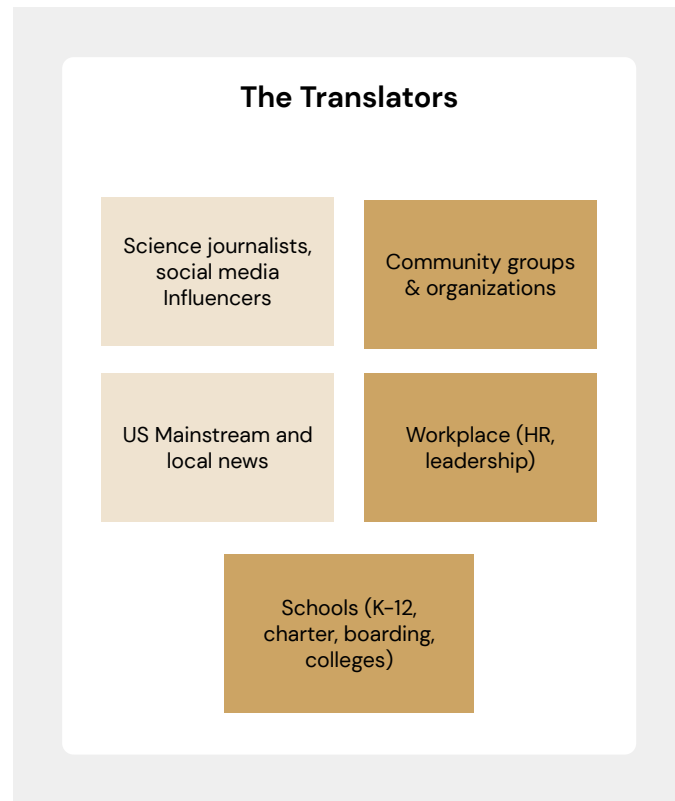 The Translators
Science journalists,
social media
Influencers
Community groups
& organizations
US Mainstream and
local news
Workplace (HR,
leadership)
Schools (K-12,
charter, boarding,
colleges)